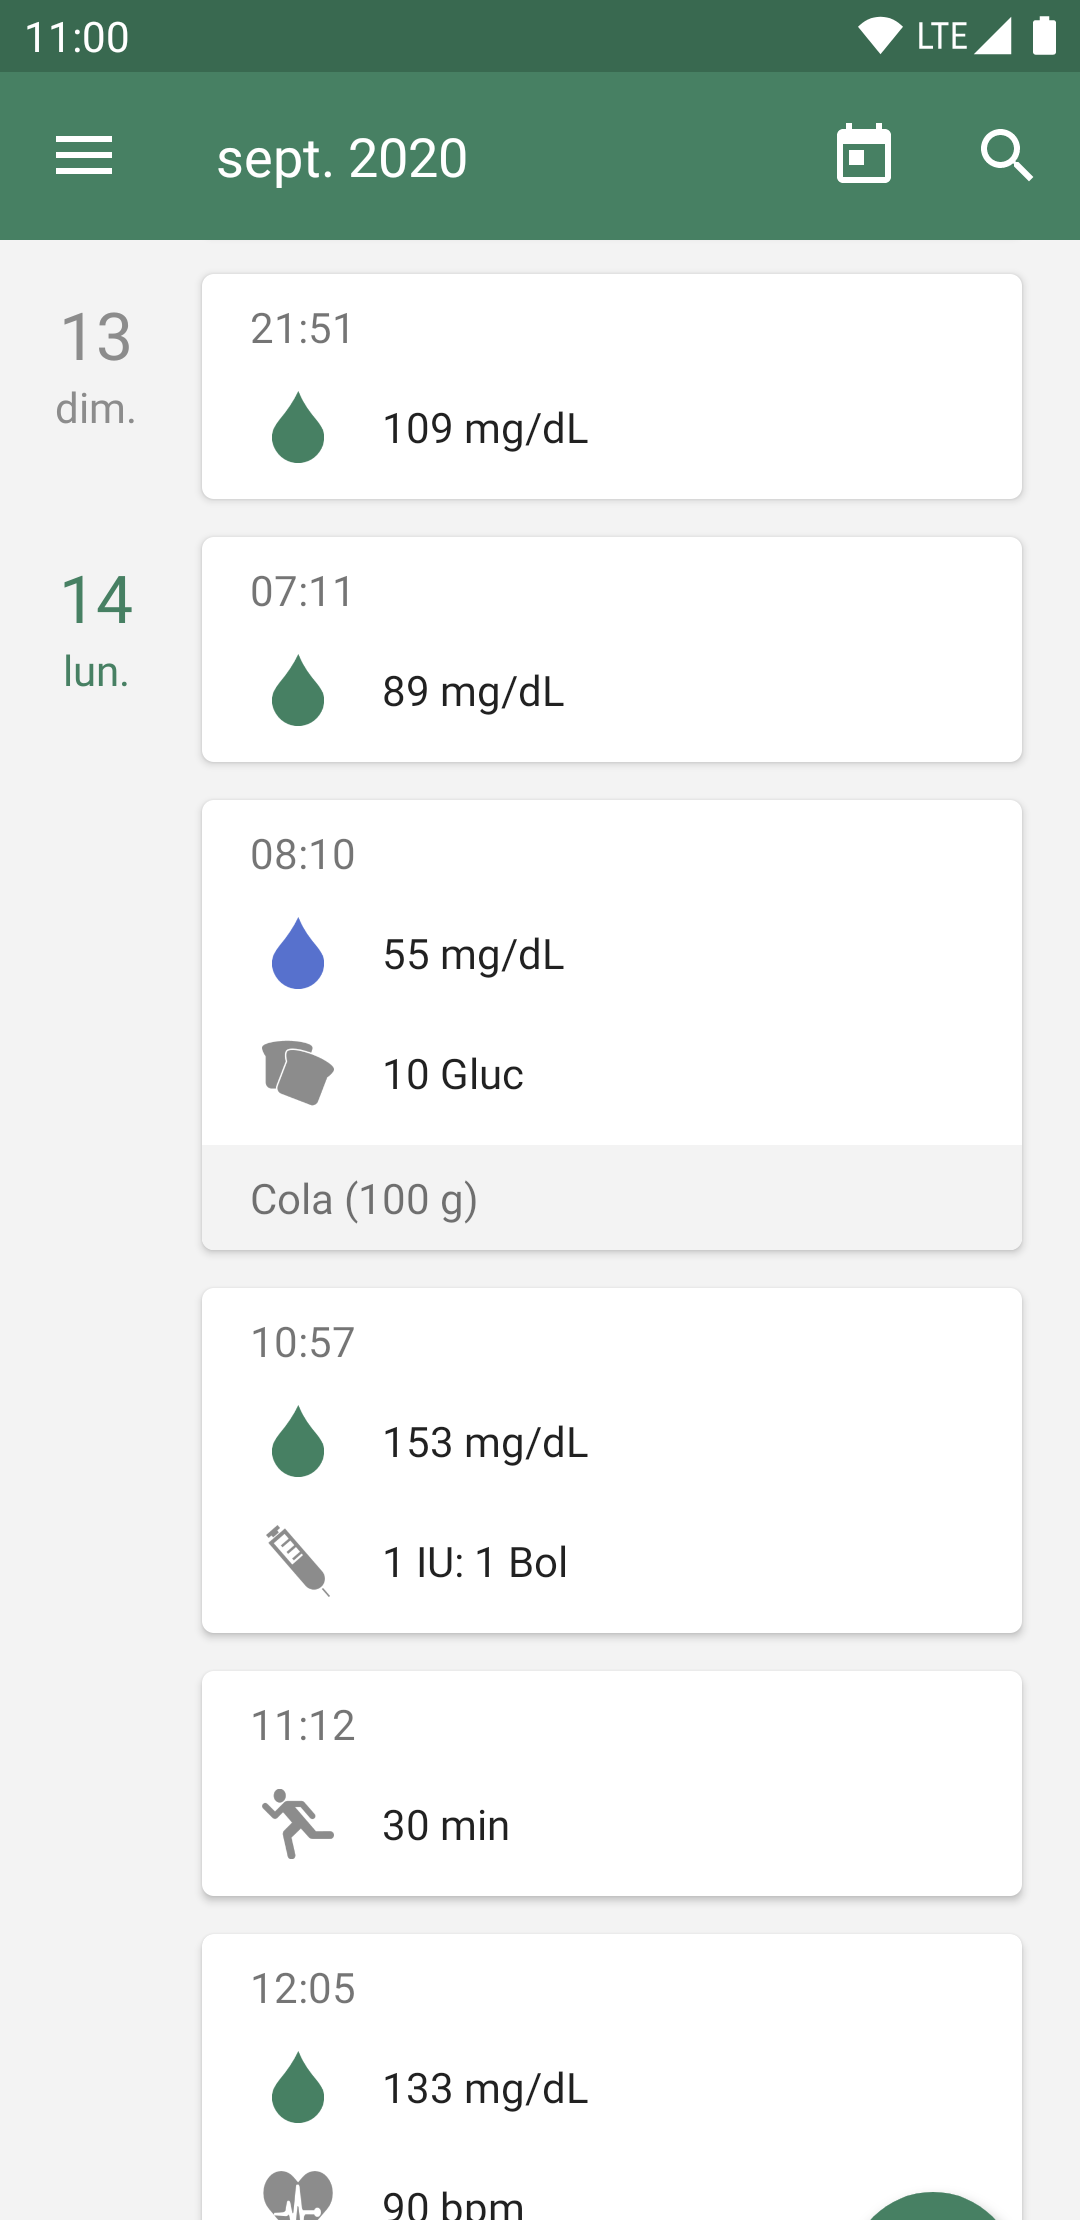 11:00
LTE
sept. 2020
13
dim.
21:51
109 mg/dL
14
lun.
07:11
89 mg/dL
08:10
55 mg/dL
10 Gluc
Cola (100 g)
10:57
153 mg/dL
1 IU: 1 Bol
11:12
30 min
12:05
133 mg/dL
90 bpm